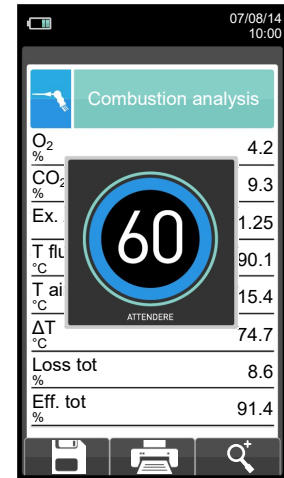 07/08/14
10:00
Combustion analysis
O2
%
4.2
CO2
%
9.3
Ex.
1.25
T flu
°C
90.1
T ai
°C
15.4
ΔT
°C
74.7
Loss tot
%
8.6
Eff. tot
%
91.4
60
ATTENDERE